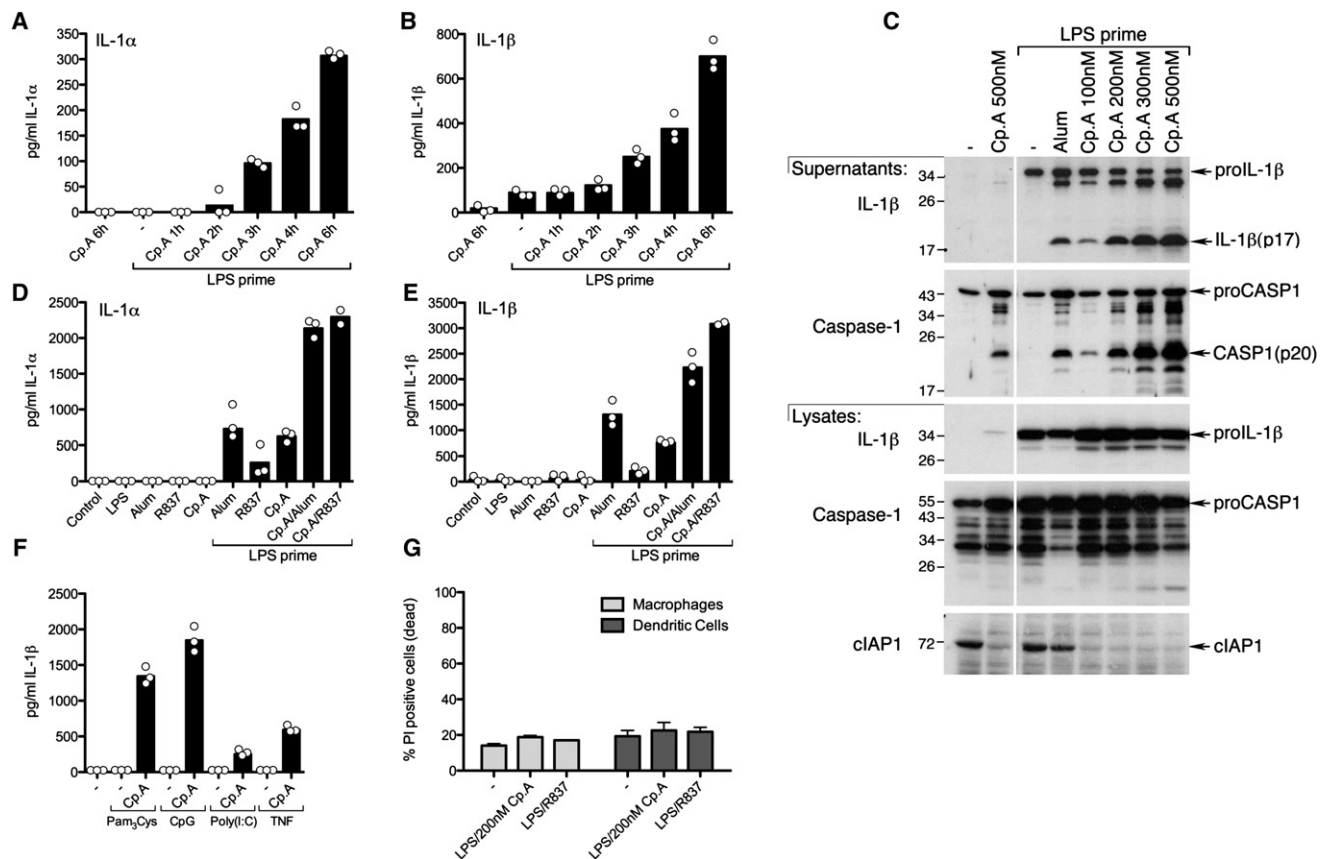 A
IL-1α
pg/ml IL-1α
350
300
250
200
150
100
50
0
Cp.A 6h
-
Cp.A 1h
Cp.A 2h
Cp.A 3h
Cp.A 4h
Cp.A 6h
LPS prime
B
IL-1β
pg/ml IL-1β
800
600
400
200
0
Cp.A 6h
-
Cp.A 1h
Cp.A 2h
Cp.A 3h
Cp.A 4h
Cp.A 6h
LPS prime
C
LPS prime
-
Cp.A 500nM
-
Alum
Cp.A 100nM
Cp.A 200nM
Cp.A 300nM
Cp.A 500nM
Supernatants:
IL-1β
34
26
17
proIL-1β
IL-1β(p17)
Caspase-1
43
34
26
17
proCASP1
CASP1(p20)
Lysates:
IL-1β
34
26
proIL-1β
Caspase-1
55
43
34
26
proCASP1
cIAP1
72
cIAP1
D
IL-1α
pg/ml IL-1α
2500
2000
1500
1000
500
0
Control
LPS
Alum
R837
Cp.A
Alum
R837
Cp.A
Cp.A/Alum
Cp.A/R837
LPS prime
E
IL-1β
pg/ml IL-1β
3500
3000
2500
2000
1500
1000
500
0
Control
LPS
Alum
R837
Cp.A
Alum
R837
Cp.A
Cp.A/Alum
Cp.A/R837
LPS prime
F
pg/ml IL-1β
2500
2000
1500
1000
500
0
-
-
Cp.A
-
Cp.A
-
Cp.A
-
Cp.A
Pam₃Cys
CpG
Poly(I:C)
TNF
G
% PI positive cells (dead)
100
80
60
40
20
0
Macrophages
Dendritic Cells
-
LPS/200nM Cp.A
LPS/R837
-
LPS/200nM Cp.A
LPS/R837